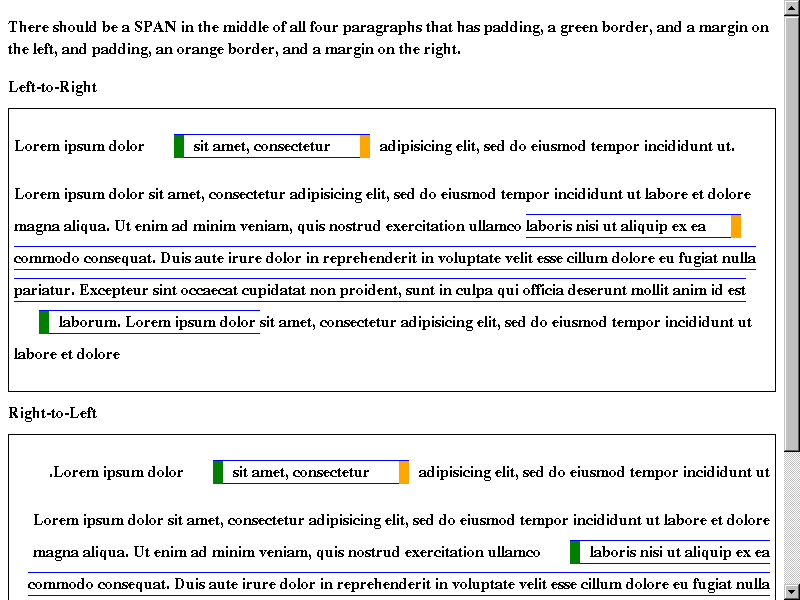 There should be a SPAN in the middle of all four paragraphs that has padding, a green border, and a margin on
the left, and padding, an orange border, and a margin on the right.
Left-to-Right
Lorem ipsum dolor sit amet, consectetur adipisicing elit, sed do eiusmod tempor incididunt ut.
Lorem ipsum dolor sit amet, consectetur adipisicing elit, sed do eiusmod tempor incididunt ut labore et dolore
magna aliqua. Ut enim ad minim veniam, quis nostrud exercitation ullamco laboris nisi ut aliquip ex ea
commodo consequat. Duis aute irure dolor in reprehenderit in voluptate velit esse cillum dolore eu fugiat nulla
pariatur. Excepteur sint occaecat cupidatat non proident, sunt in culpa qui officia deserunt mollit anim id est
laborum. Lorem ipsum dolor sit amet, consectetur adipisicing elit, sed do eiusmod tempor incididunt ut
labore et dolore
Right-to-Left
.Lorem ipsum dolor sit amet, consectetur adipisicing elit, sed do eiusmod tempor incididunt ut
Lorem ipsum dolor sit amet, consectetur adipisicing elit, sed do eiusmod tempor incididunt ut labore et dolore
magna aliqua. Ut enim ad minim veniam, quis nostrud exercitation ullamco laboris nisi ut aliquip ex ea
commodo consequat. Duis aute irure dolor in reprehenderit in voluptate velit esse cillum dolore eu fugiat nulla